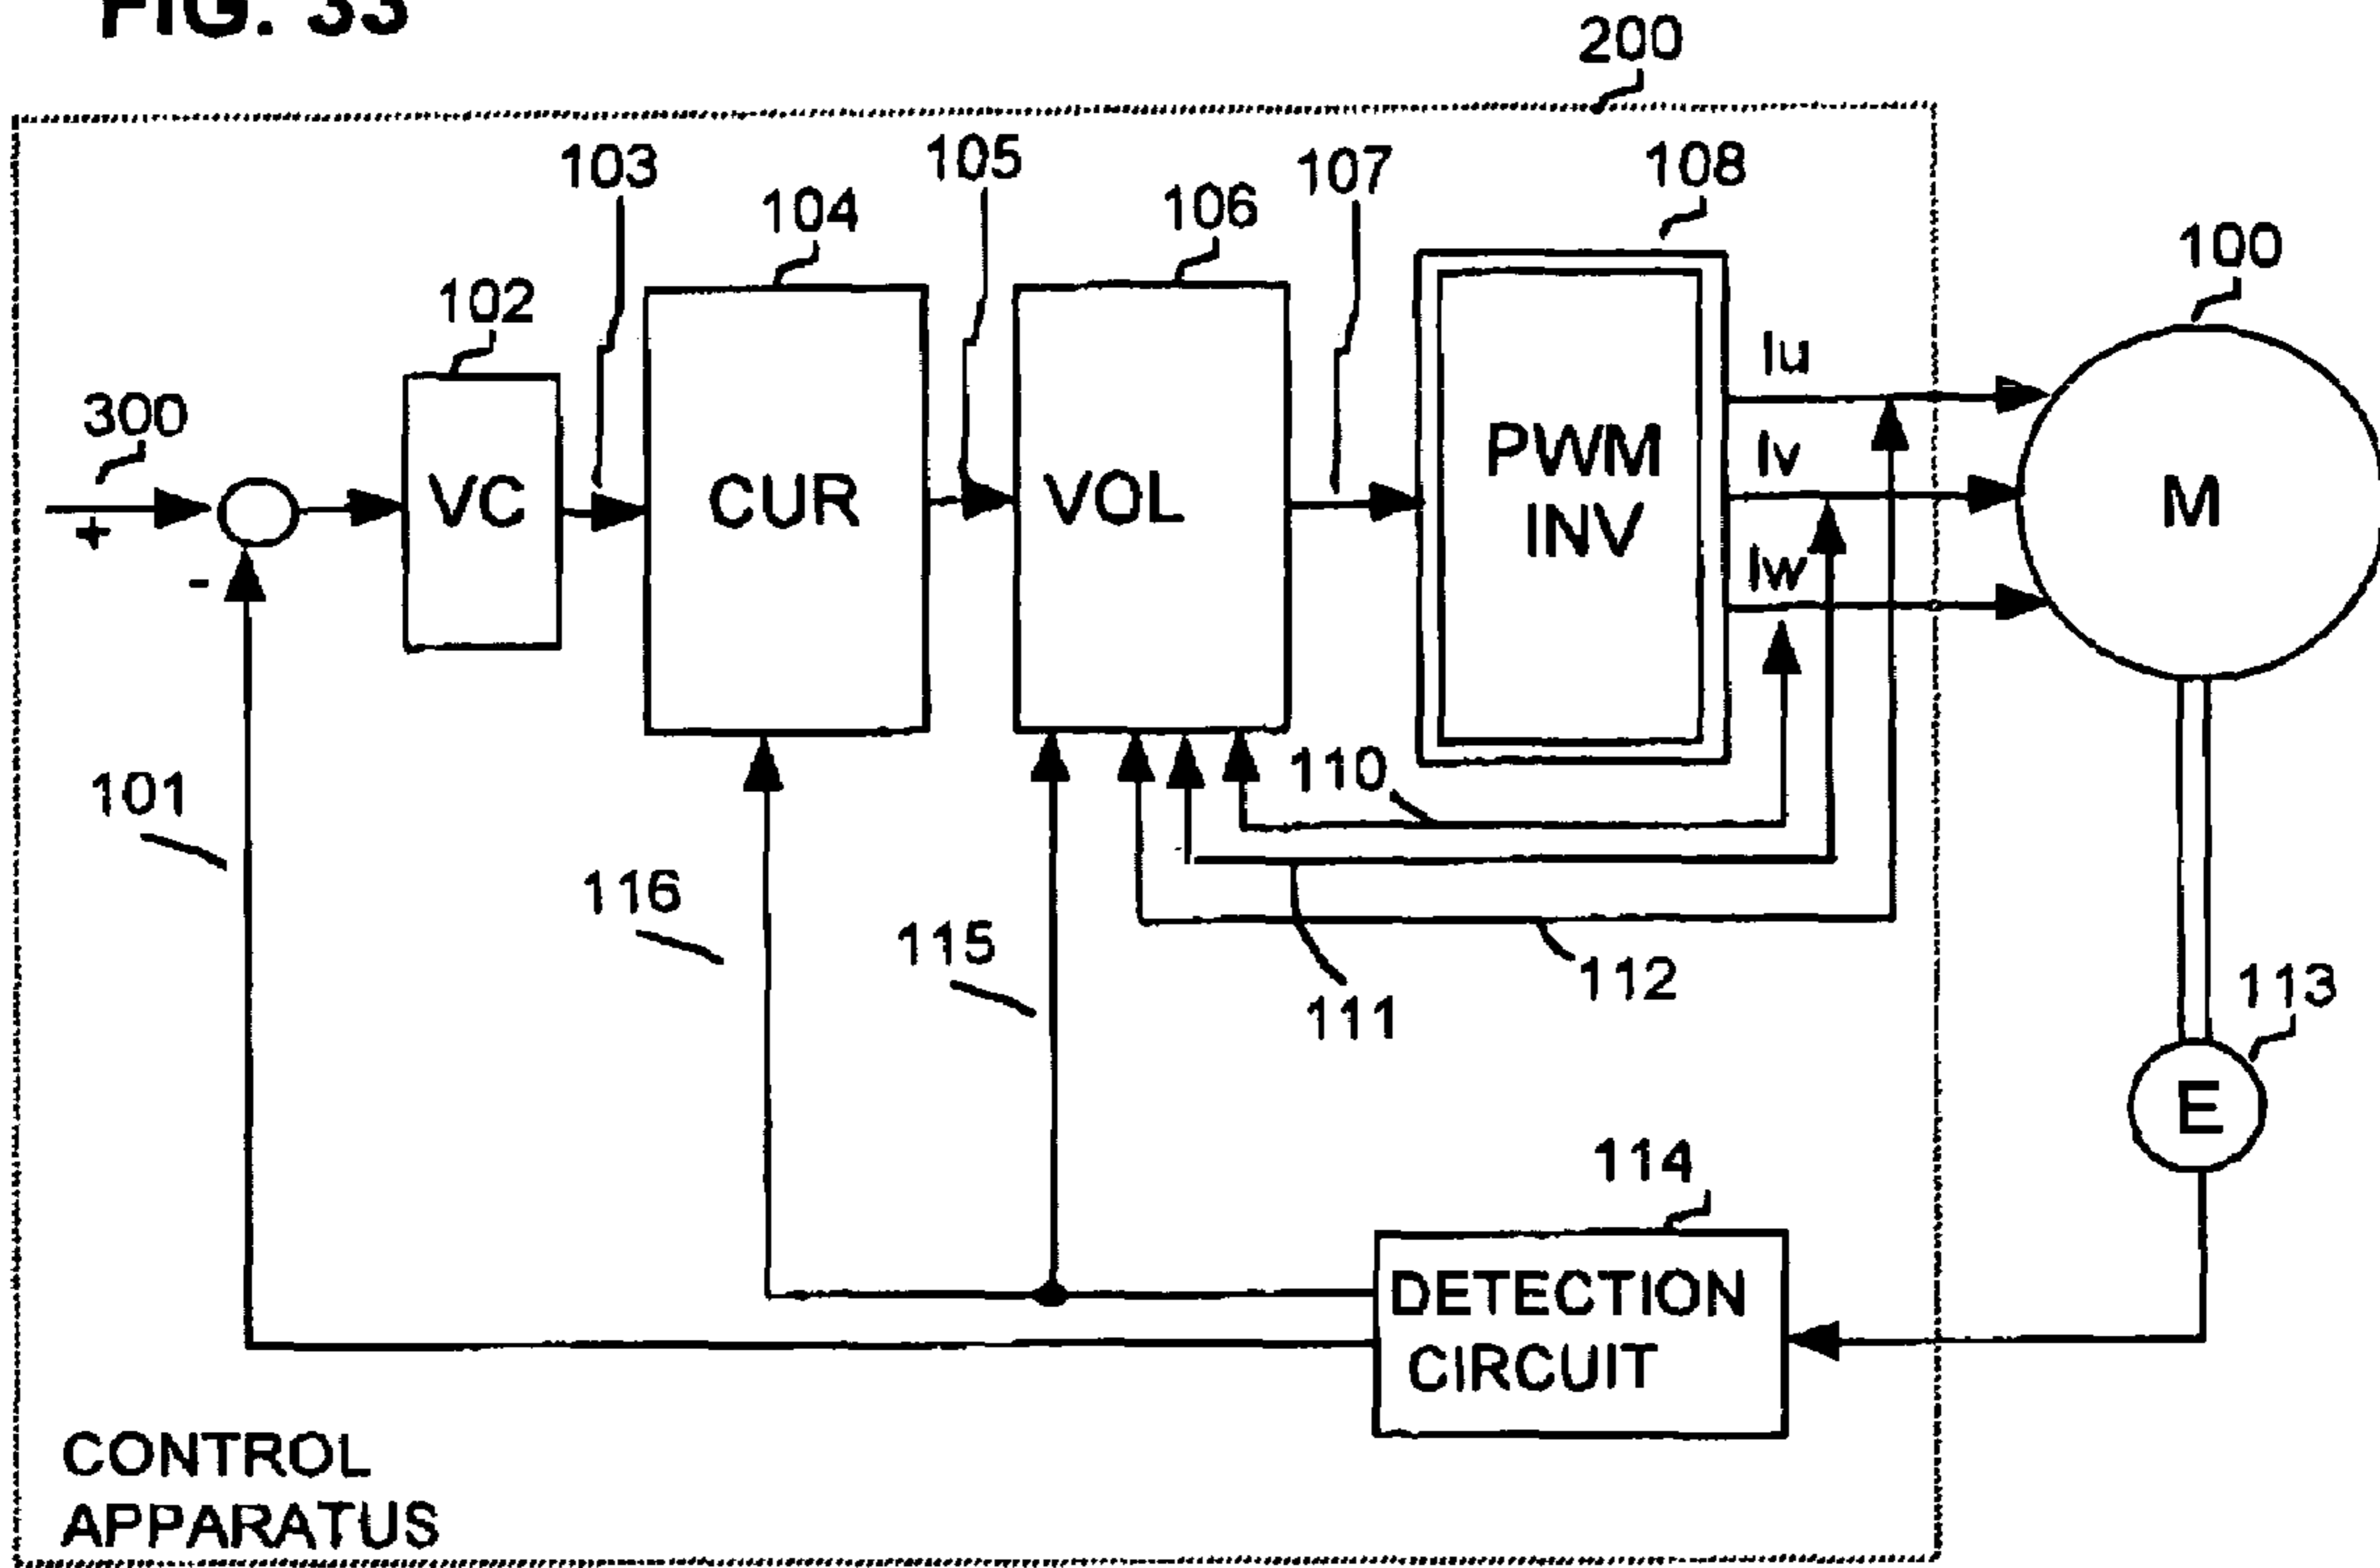 FIG. 33
200
103
105
107
108
104
106
100
102
Iu
300
PWM
Iv
VC
CUR
VOL
INV
M
+
Iw
-
110
101
116
115
112
113
111
E
114
DETECTION
CIRCUIT
CONTROL
APPARATUS